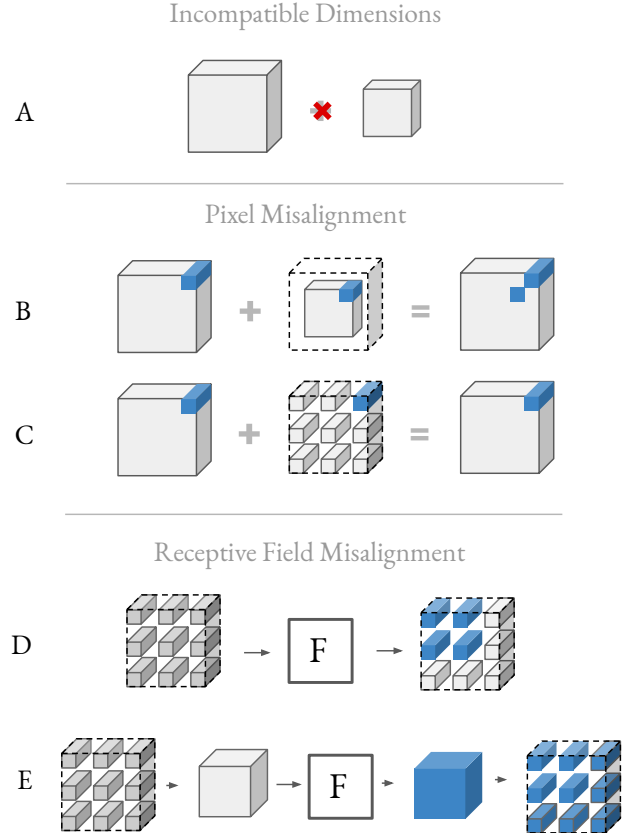 Incompatible Dimensions
A
Pixel Misalignment
B
C
Receptive Field Misalignment
D
F
E
F